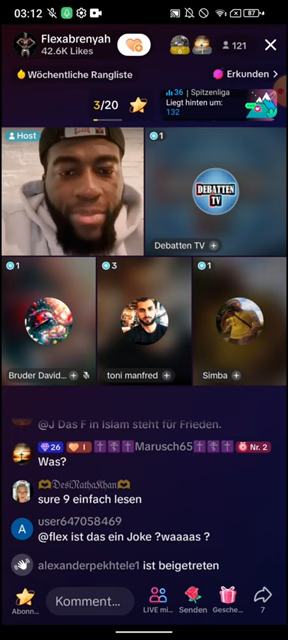 03:12
87
Flexabrenyah
42.6K Likes
121
Wöchentliche Rangliste
Erkunden >
3/20
36 | Spitzenliga
Liegt hinten um:
132
Host
1
DEBATTEN
TV
Debatten TV +
1
3
1
Bruder David... +
toni manfred +
Simba +
@J Das F in Islam steht für Frieden.
26 I Marusch65 Nr. 2
Was?
𝔇𝔢𝔰𝔦ℜ𝔞𝔱𝔥𝔞𝔎𝔥𝔞𝔫
sure 9 einfach lesen
A
user647058469
@flex ist das ein Joke ?waaaas ?
alexanderpekhtele1 ist beigetreten
Abonn...
Komment...
LIVE mi...
Senden
Gesche...
7